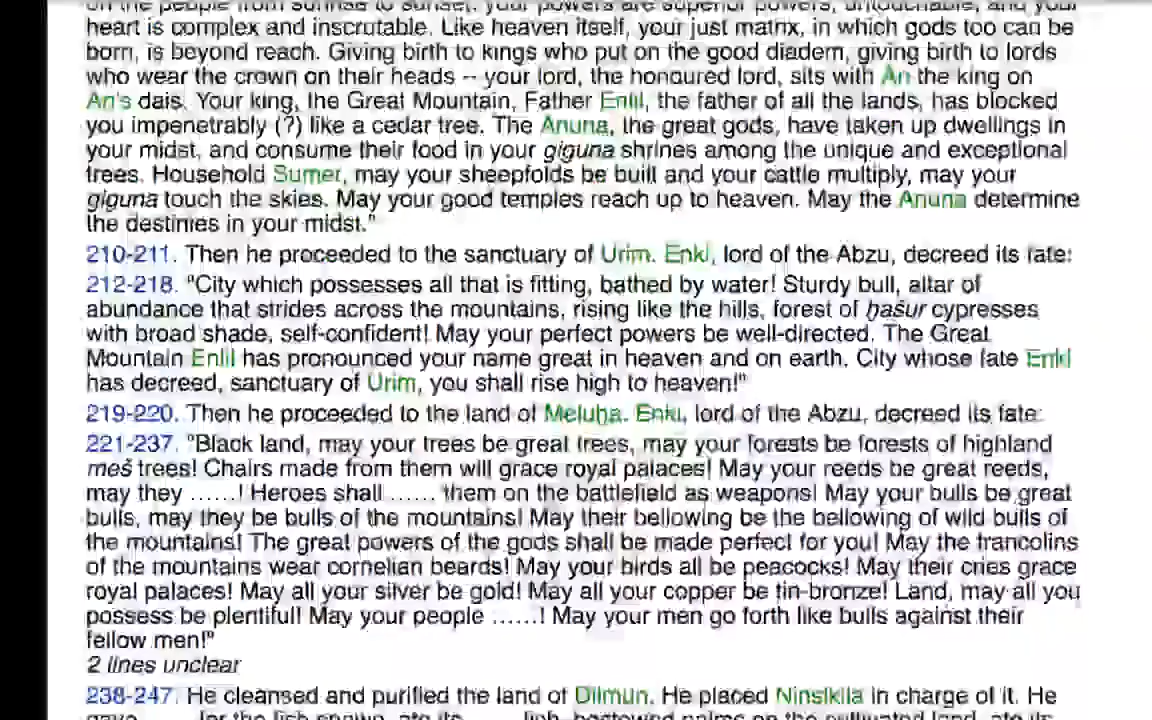 on the people from sunrise to sunset, your powers are superior powers, untouchable, and your
heart is complex and inscrutable. Like heaven itself, your just matrix, in which gods too can be
born, is beyond reach. Giving birth to kings who put on the good diadem, giving birth to lords
who wear the crown on their heads -- your lord, the honoured lord, sits with An the king on
An's dais. Your king, the Great Mountain, Father Enlil, the father of all the lands, has blocked
you impenetrably (?) like a cedar tree. The Anuna, the great gods, have taken up dwellings in
your midst, and consume their food in your giguna shrines among the unique and exceptional
trees. Household Sumer, may your sheepfolds be built and your cattle multiply, may your
giguna touch the skies. May your good temples reach up to heaven. May the Anuna determine
the destinies in your midst."
210-211. Then he proceeded to the sanctuary of Urim. Enki, lord of the Abzu, decreed its fate:
212-218. "City which possesses all that is fitting, bathed by water! Sturdy bull, altar of
abundance that strides across the mountains, rising like the hills, forest of ḫašur cypresses
with broad shade, self-confident! May your perfect powers be well-directed. The Great
Mountain Enlil has pronounced your name great in heaven and on earth. City whose fate Enki
has decreed, sanctuary of Urim, you shall rise high to heaven!"
219-220. Then he proceeded to the land of Meluḫa. Enki, lord of the Abzu, decreed its fate:
221-237. "Black land, may your trees be great trees, may your forests be forests of highland
meš trees! Chairs made from them will grace royal palaces! May your reeds be great reeds,
may they ......! Heroes shall ...... them on the battlefield as weapons! May your bulls be great
bulls, may they be bulls of the mountains! May their bellowing be the bellowing of wild bulls of
the mountains! The great powers of the gods shall be made perfect for you! May the francolins
of the mountains wear cornelian beards! May your birds all be peacocks! May their cries grace
royal palaces! May all your silver be gold! May all your copper be tin-bronze! Land, may all you
possess be plentiful! May your people ......! May your men go forth like bulls against their
fellow men!"
2 lines unclear
238-247. He cleansed and purified the land of Dilmun. He placed Ninsikila in charge of it. He